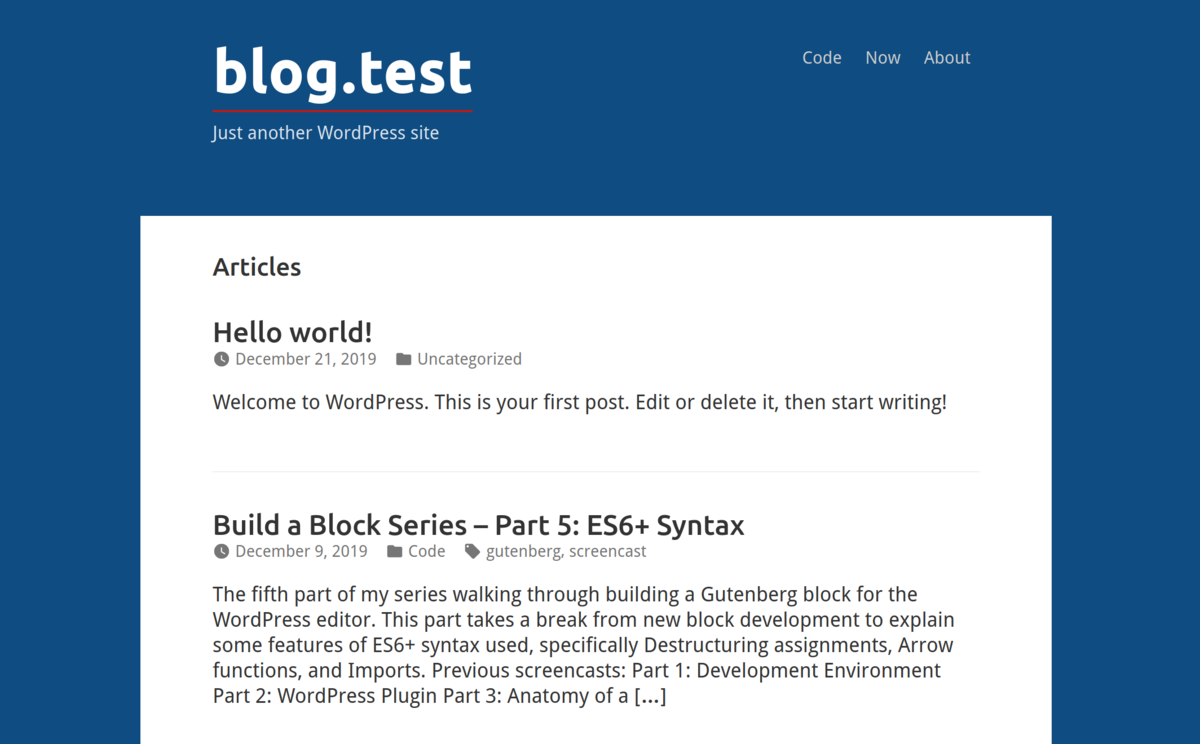 blog.test
Code Now About
Just another WordPress site
Articles
Hello world!
December 21, 2019 Uncategorized
Welcome to WordPress. This is your first post. Edit or delete it, then start writing!
Build a Block Series – Part 5: ES6+ Syntax
December 9, 2019 Code gutenberg, screencast
The fifth part of my series walking through building a Gutenberg block for the
WordPress editor. This part takes a break from new block development to explain
some features of ES6+ syntax used, specifically Destructuring assignments, Arrow
functions, and Imports. Previous screencasts: Part 1: Development Environment
Part 2: WordPress Plugin Part 3: Anatomy of a […]